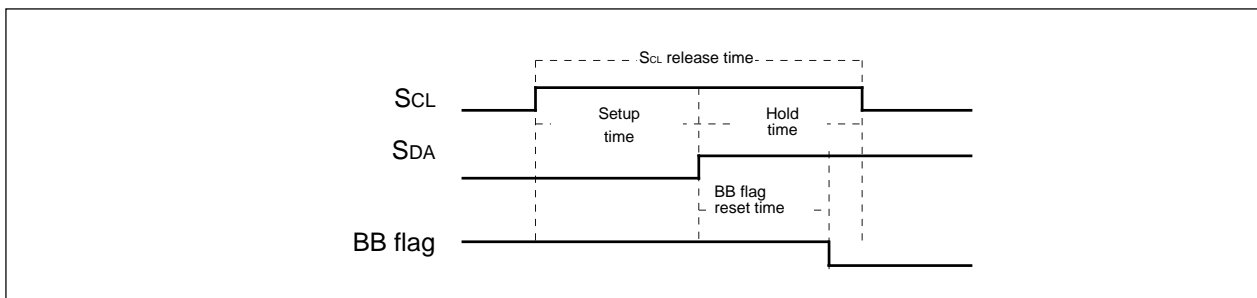 SCL release time
SCL
Setup
time
Hold
time
SDA
BB flag
reset time
BB flag